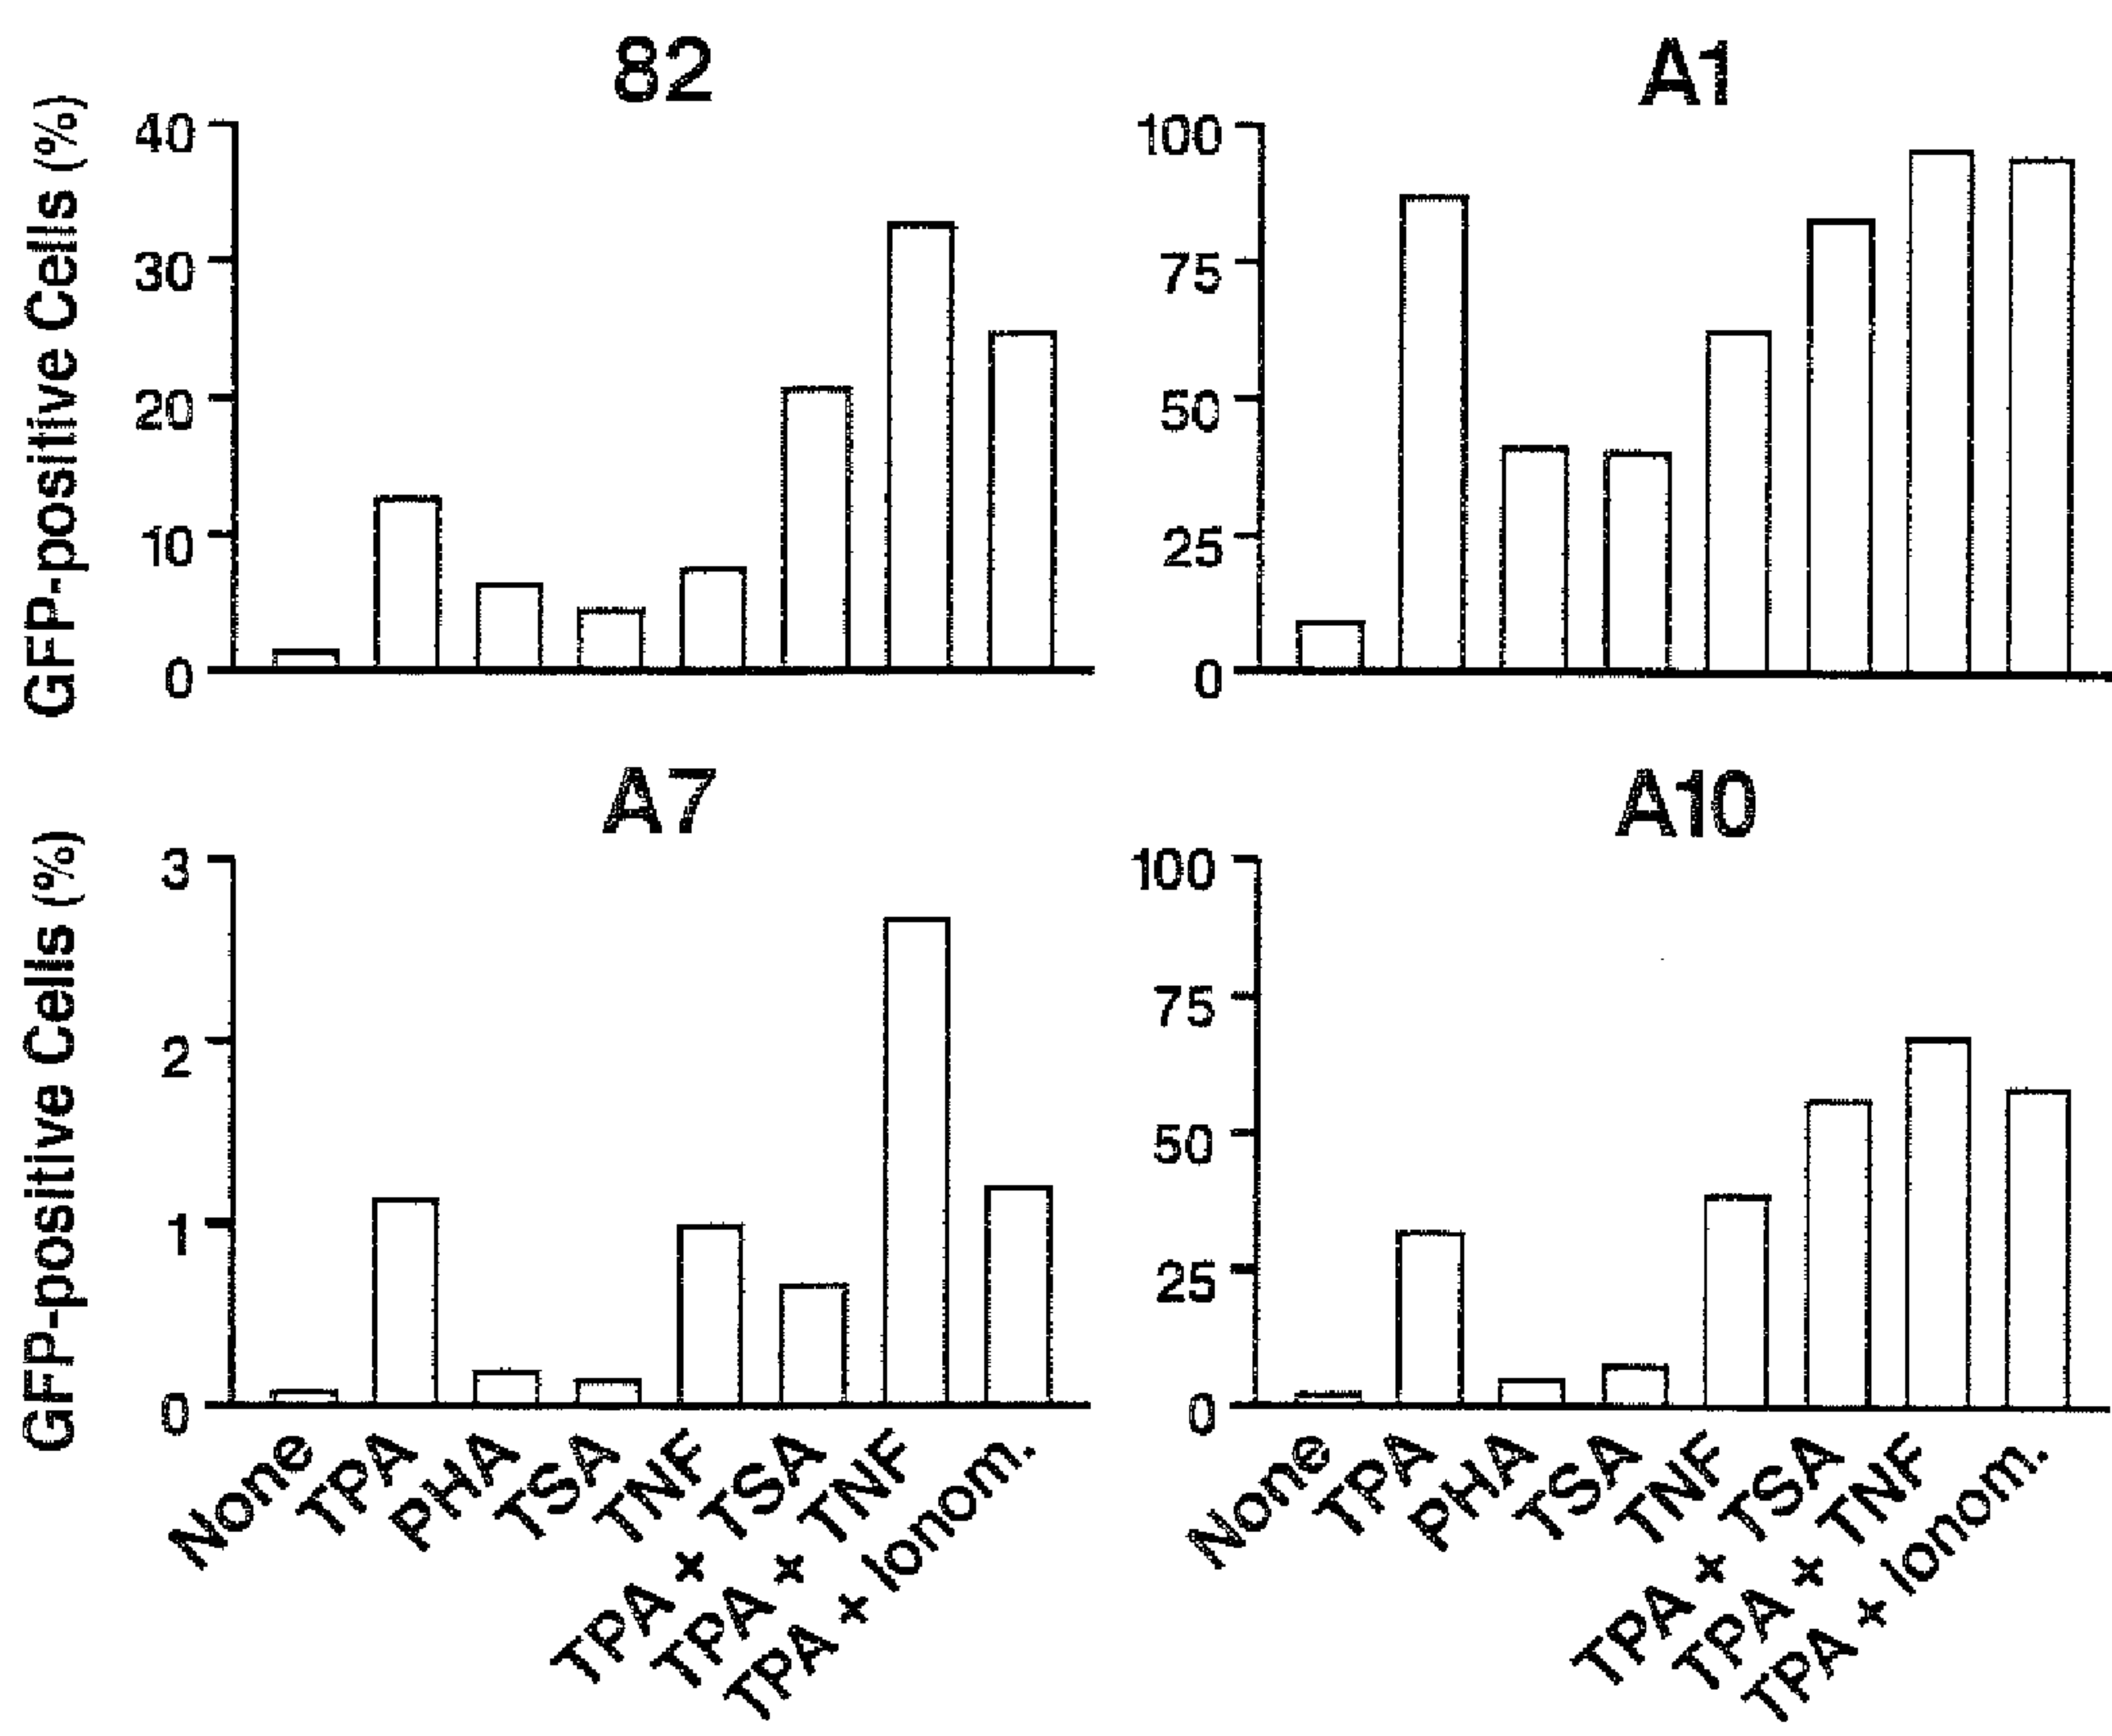 82
GFP-positive Cells (%)
40
30
20
10
0
A1
100
75
50
25
0
A7
GFP-positive Cells (%)
3
2
1
0
None
TPA
PHA
TSA
TNF
TPA + TSA
TPA + TNF
TPA + Ionom.
A10
100
75
50
25
0
None
TPA
PHA
TSA
TNF
TPA + TSA
TPA + TNF
TPA + Ionom.